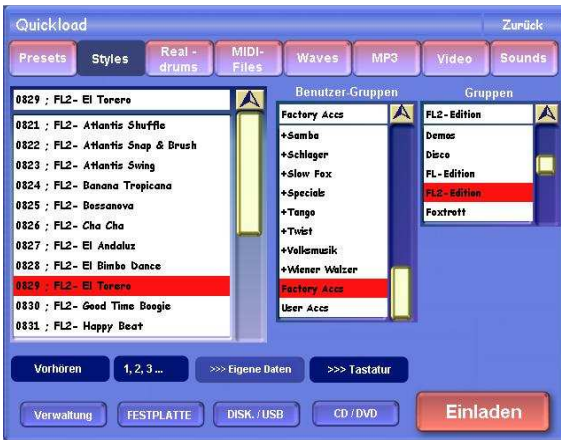 Quickload
Zurück
Presets
Styles
Real -
drums
MIDI-
Files
Waves
MP3
Video
Sounds
0829 ; FL2- El Torero
0821 ; FL2- Atlantis Shuffle
0822 ; FL2- Atlantis Snap & Brush
0823 ; FL2- Atlantis Swing
0824 ; FL2- Banana Tropicana
0825 ; FL2- Bossanova
0826 ; FL2- Cha Cha
0827 ; FL2- El Andaluz
0828 ; FL2- El Bimbo Dance
0829 ; FL2- El Torero
0830 ; FL2- Good Time Boogie
0831 ; FL2- Happy Beat
Benutzer-Gruppen
Factory Accs
+Samba
+Schlager
+Slow Fox
+Specials
+Tango
+Twist
+Volksmusik
+Wiener Walzer
Factory Accs
User Accs
Gruppen
FL2-Edition
Demos
Disco
FL-Edition
FL2-Edition
Foxtrott
Vorhören
1, 2, 3 ...
>>> Eigene Daten
>>> Tastatur
Verwaltung
FESTPLATTE
DISK. / USB
CD / DVD
Einladen